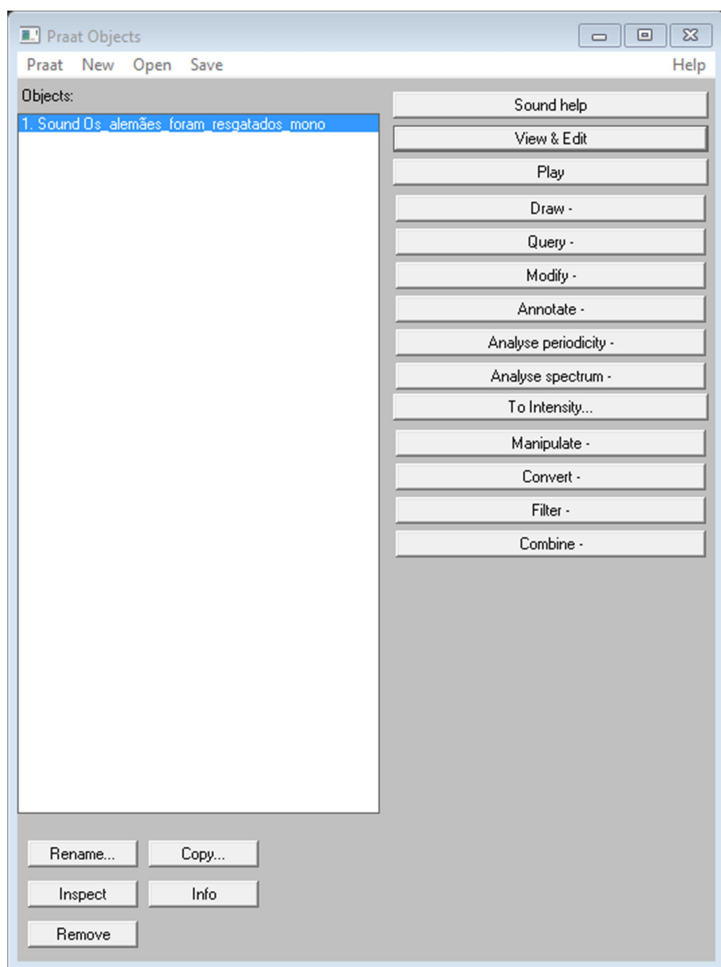 Praat Objects
Praat New Open Save Help
Objects:
1. Sound Os_alemães_foram_resgatados_mono
Sound help
View & Edit
Play
Draw -
Query -
Modify -
Annotate -
Analyse periodicity -
Analyse spectrum -
To Intensity...
Manipulate -
Convert -
Filter -
Combine -
Rename... Copy...
Inspect Info
Remove